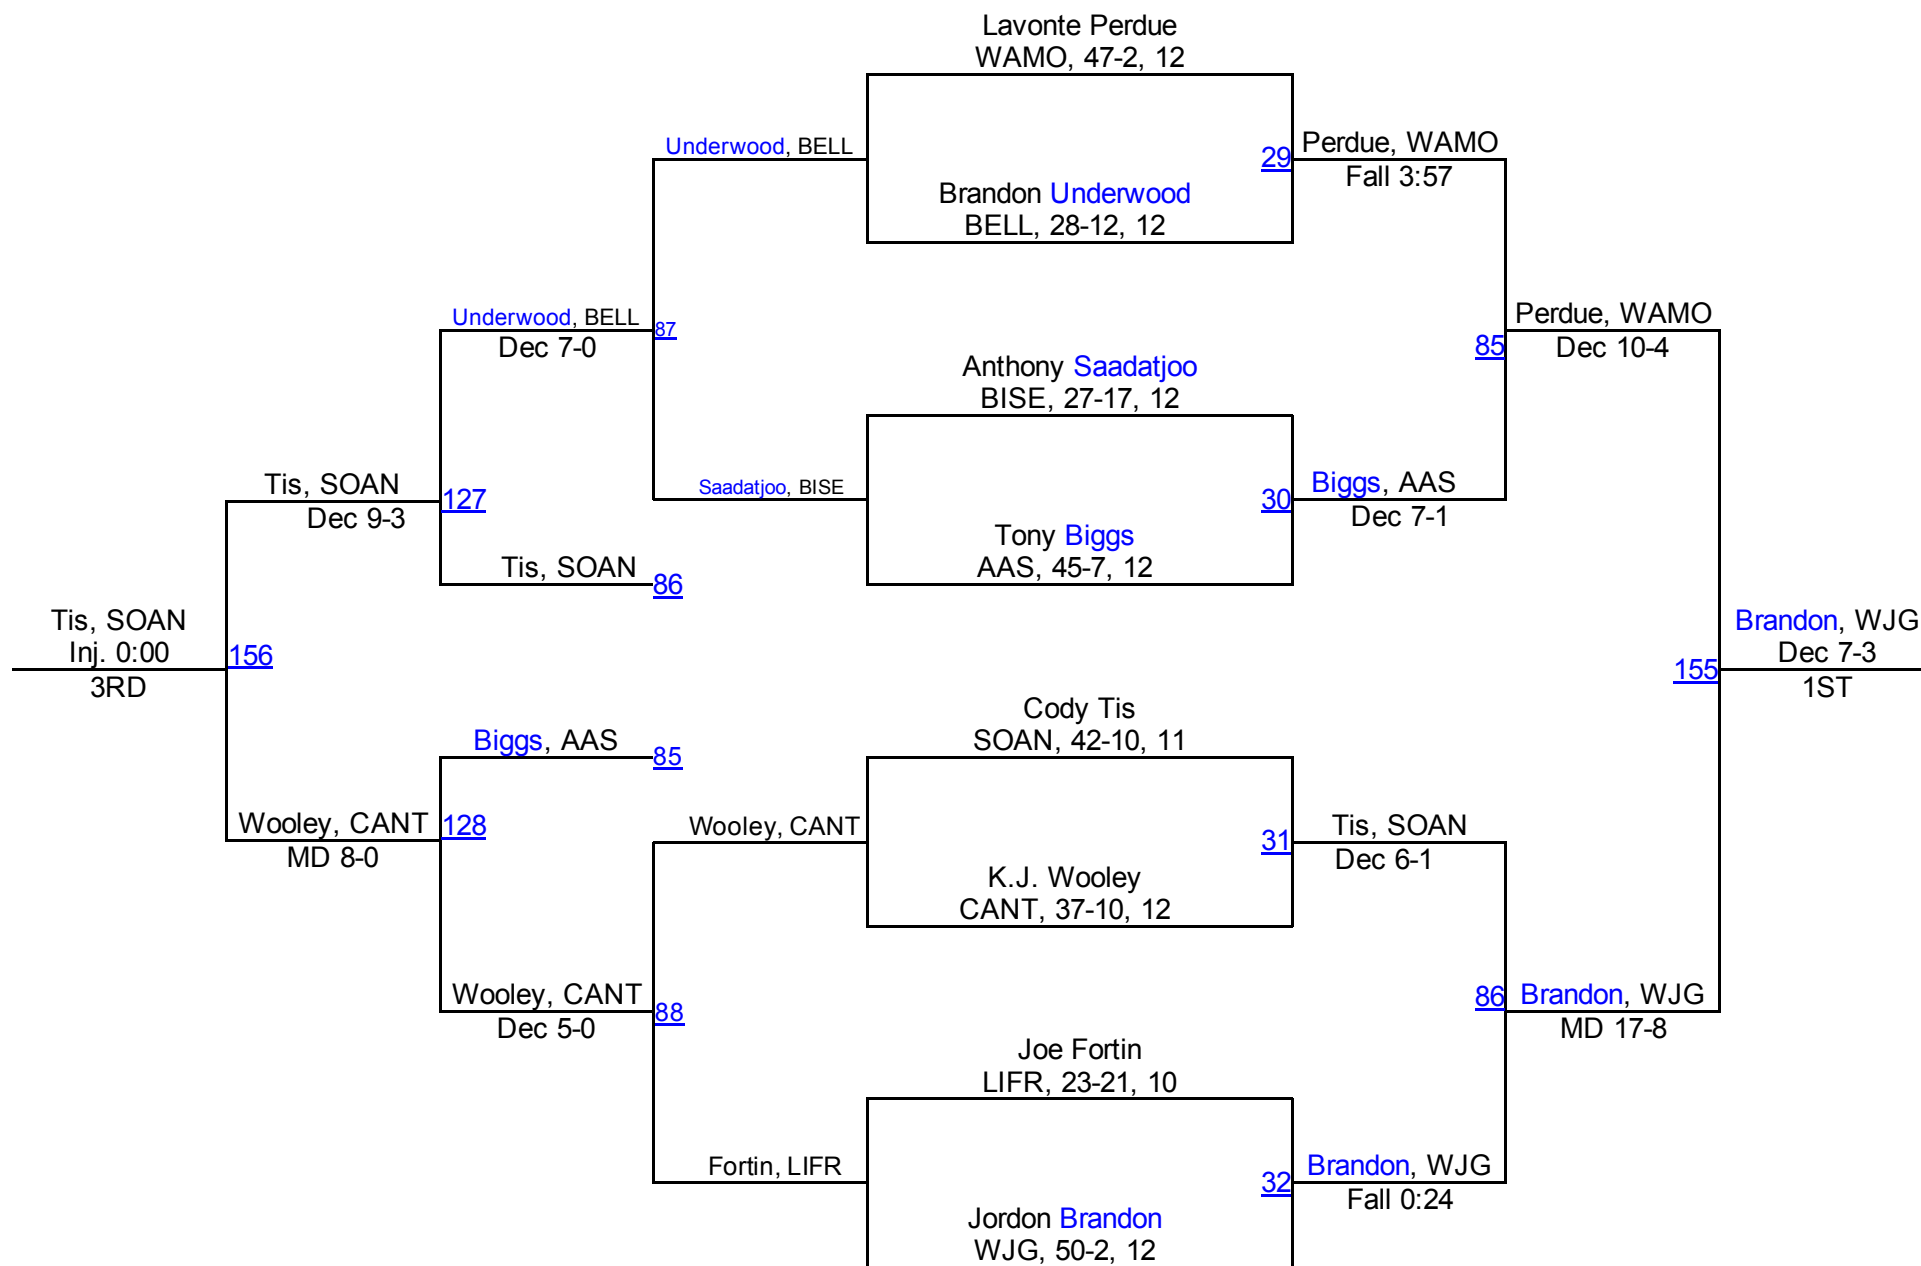 Lavonte Perdue
WAMO, 47-2, 12
Underwood, BELL
29
Perdue, WAMO
Fall 3:57
Brandon Underwood
BELL, 28-12, 12
Underwood, BELL
Dec 7-0
87
Perdue, WAMO
Dec 10-4
85
Anthony Saadatjoo
BISE, 27-17, 12
Tis, SOAN
Dec 9-3
127
Saadatjoo, BISE
30
Biggs, AAS
Dec 7-1
Tony Biggs
AAS, 45-7, 12
Tis, SOAN
86
Tis, SOAN
Inj. 0:00
3RD
156
Brandon, WJG
Dec 7-3
1ST
155
Cody Tis
SOAN, 42-10, 11
Biggs, AAS
85
Wooley, CANT
MD 8-0
128
Wooley, CANT
31
Tis, SOAN
Dec 6-1
K.J. Wooley
CANT, 37-10, 12
Wooley, CANT
Dec 5-0
88
86
Brandon, WJG
MD 17-8
Joe Fortin
LIFR, 23-21, 10
Fortin, LIFR
32
Brandon, WJG
Fall 0:24
Jordon Brandon
WJG, 50-2, 12